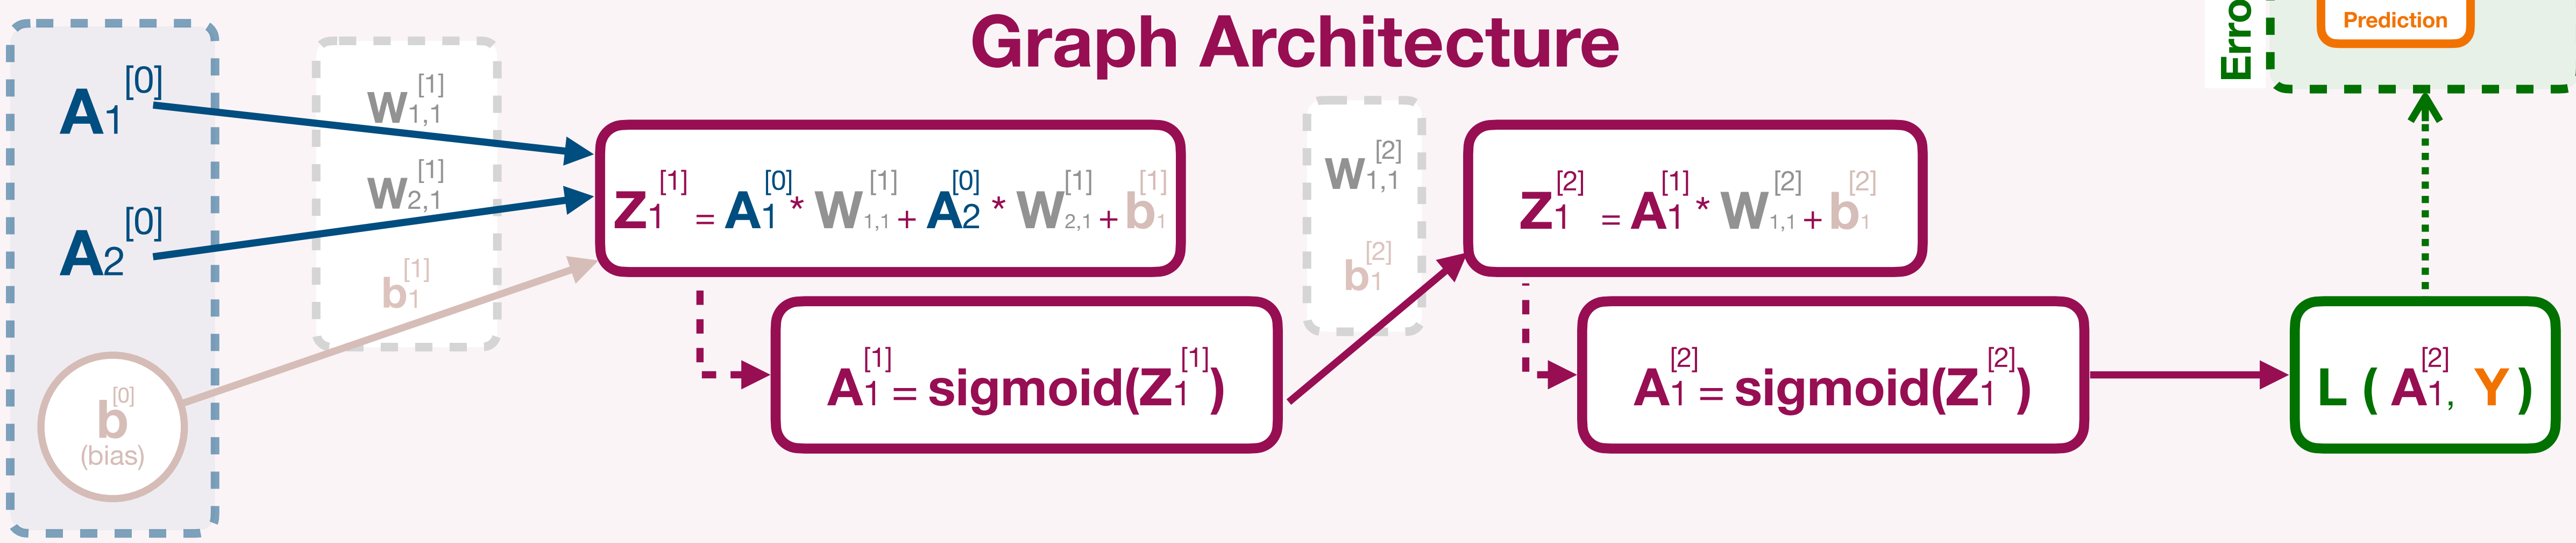 Graph Architecture
A1[0]
A2[0]
b[0]
(bias)
W1,1[1]
W2,1[1]
b1[1]
Z1[1] = A1[0] * W1,1[1] + A2[0] * W2,1[1] + b1[1]
A1[1] = sigmoid(Z1[1])
W1,1[2]
b1[2]
Z1[2] = A1[1] * W1,1[2] + b1[2]
A1[2] = sigmoid(Z1[2])
L ( A1[2], Y )
Erro
Prediction